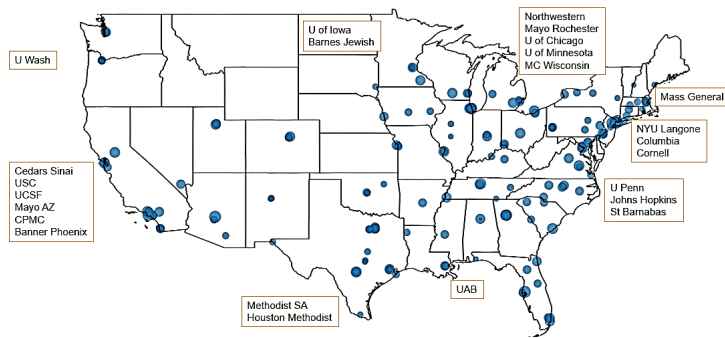 Northwestern
Mayo Rochester
U of Chicago
U of Minnesota
MC Wisconsin
U of Iowa
Barnes Jewish
U Wash
Mass General
NYU Langone
Columbia
Cornell
Cedars Sinai
USC
UCSF
Mayo AZ
CPMC
Banner Phoenix
U Penn
Johns Hopkins
St Barnabas
UAB
Methodist SA
Houston Methodist